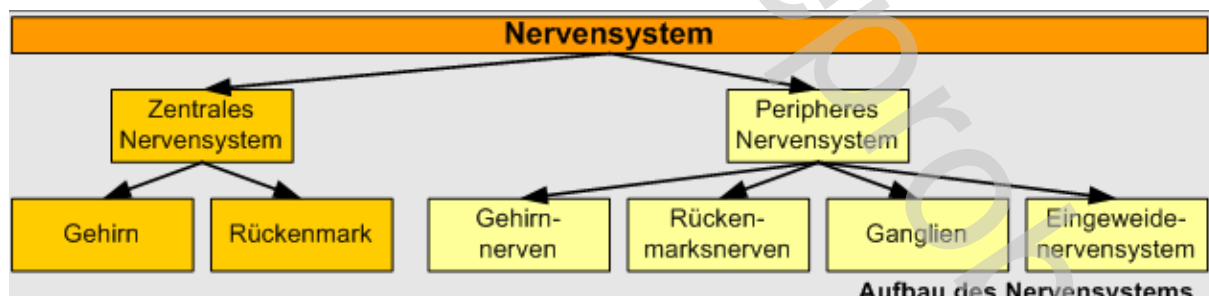 Nervensystem
Zentrales
Nervensystem
Peripheres
Nervensystem
Gehirn
Rückenmark
Gehirn-
nerven
Rücken-
marksnerven
Ganglien
Eingeweide-
nervensystem
Aufbau des Nervensystems